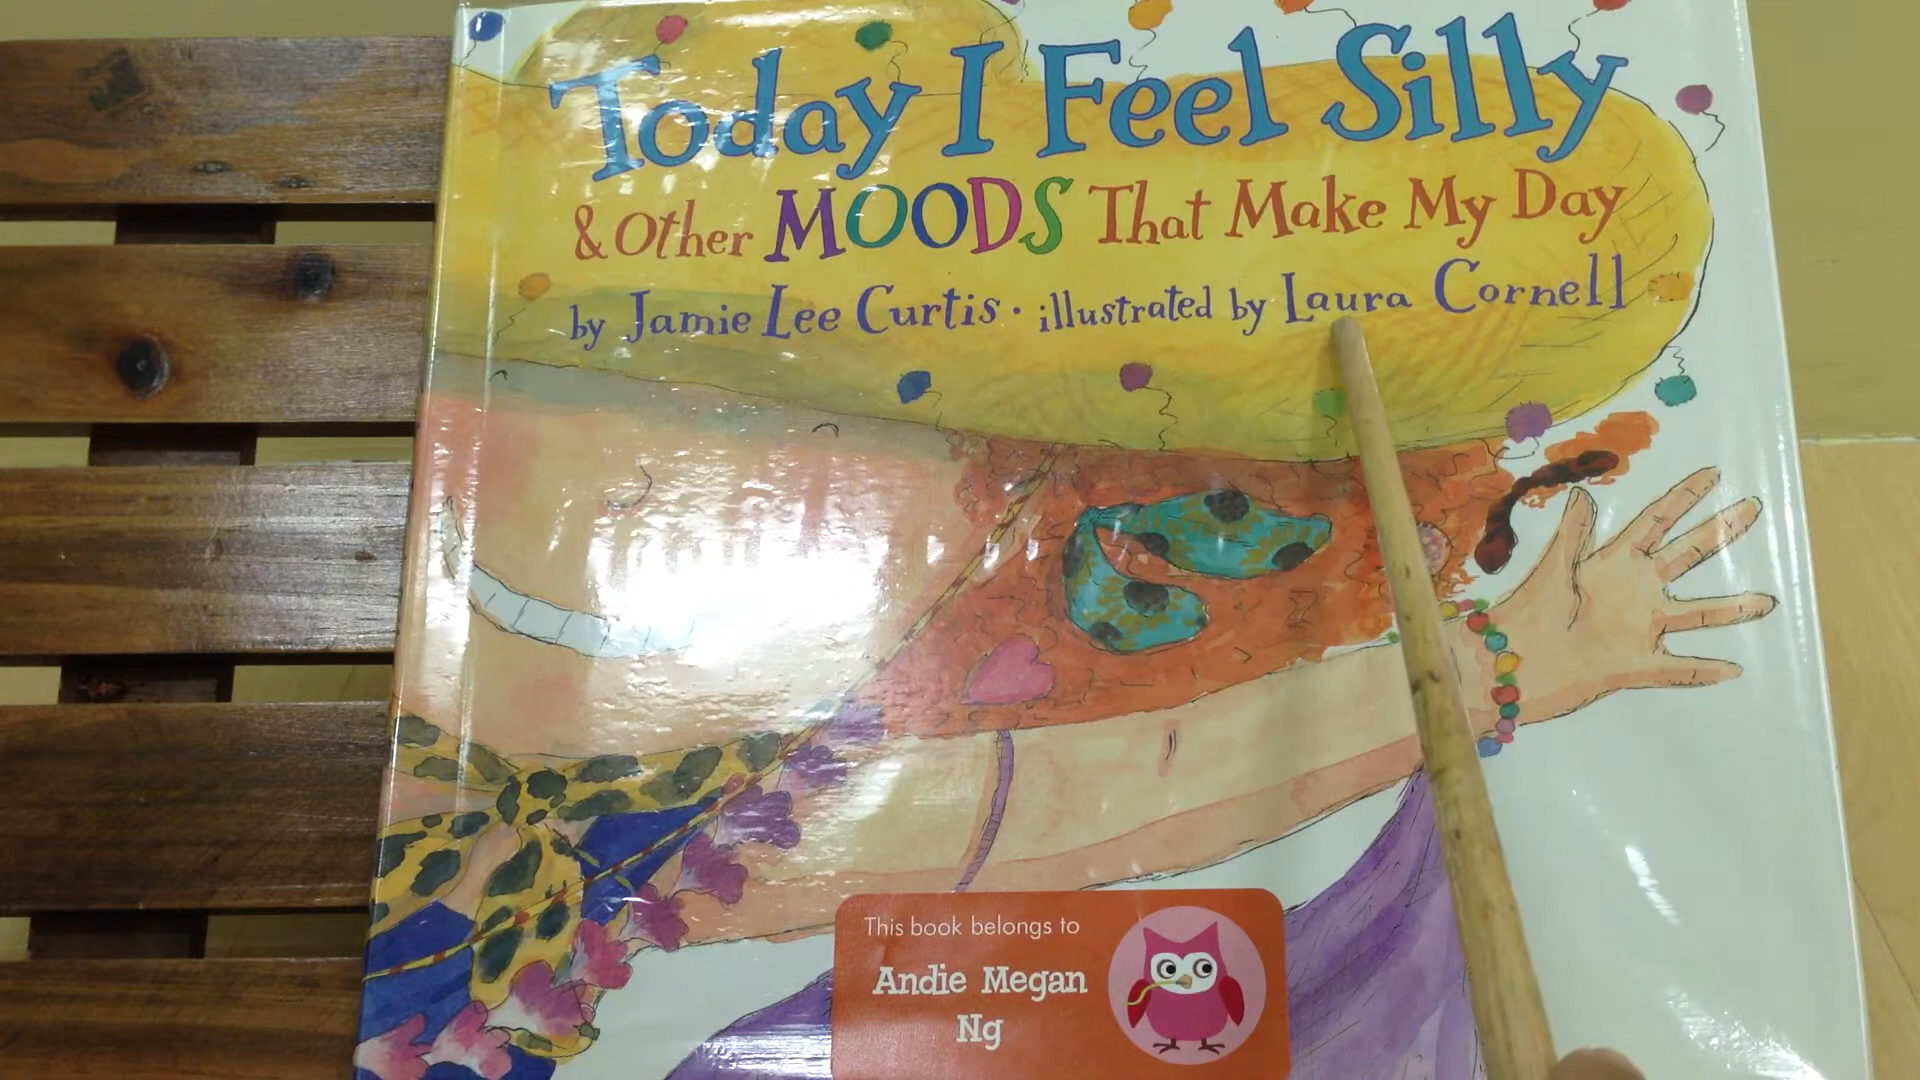 Today I Feel Silly
& Other MOODS That Make My Day
by Jamie Lee Curtis · illustrated by Laura Cornell
This book belongs to
Andie Megan
Ng